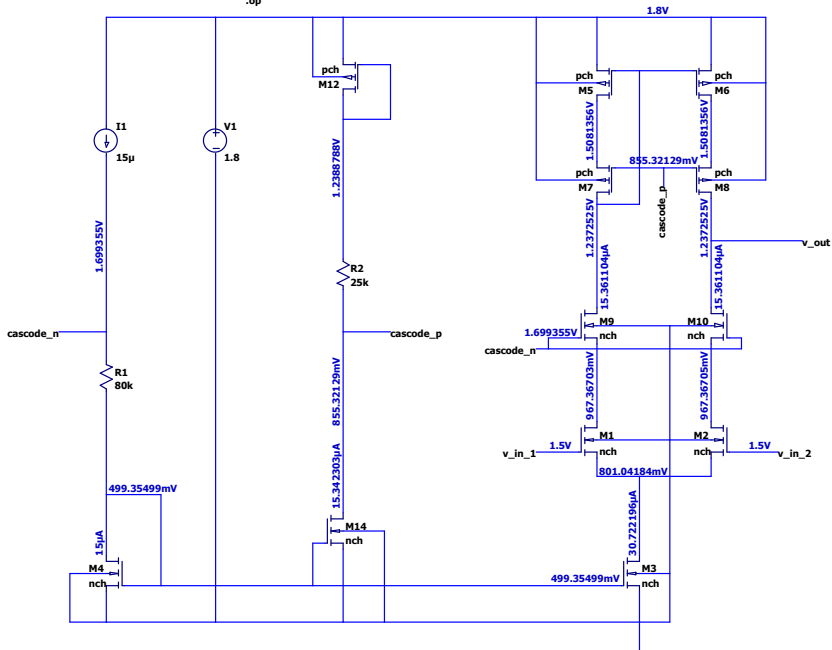 .op
1.8V
pch
M12
pch
M5
pch
M6
I1
15µ
V1
1.8
1.5081356V
1.5081356V
1.2388788V
855.32129mV
pch
M7
pch
M8
cascode_p
1.699355V
1.2372525V
1.2372525V
v_out
R2
25k
15.361104µA
15.361104µA
cascode_n
cascode_p
1.699355V
M9
nch
M10
nch
cascode_n
R1
80k
855.32129mV
967.36703mV
967.36705mV
1.5V
v_in_1
M1
nch
M2
nch
1.5V
v_in_2
801.04184mV
499.35499mV
15.342303µA
30.722196µA
M14
nch
15µA
M4
nch
499.35499mV
M3
nch